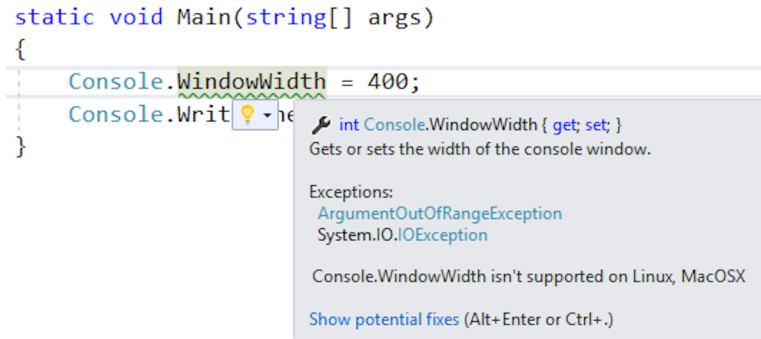 static void Main(string[] args)
{
Console.WindowWidth = 400;
Console.Writ
}
int Console.WindowWidth { get; set; }
Gets or sets the width of the console window.
Exceptions:
ArgumentOutOfRangeException
System.IO.IOException
Console.WindowWidth isn't supported on Linux, MacOSX
Show potential fixes (Alt+Enter or Ctrl+.)